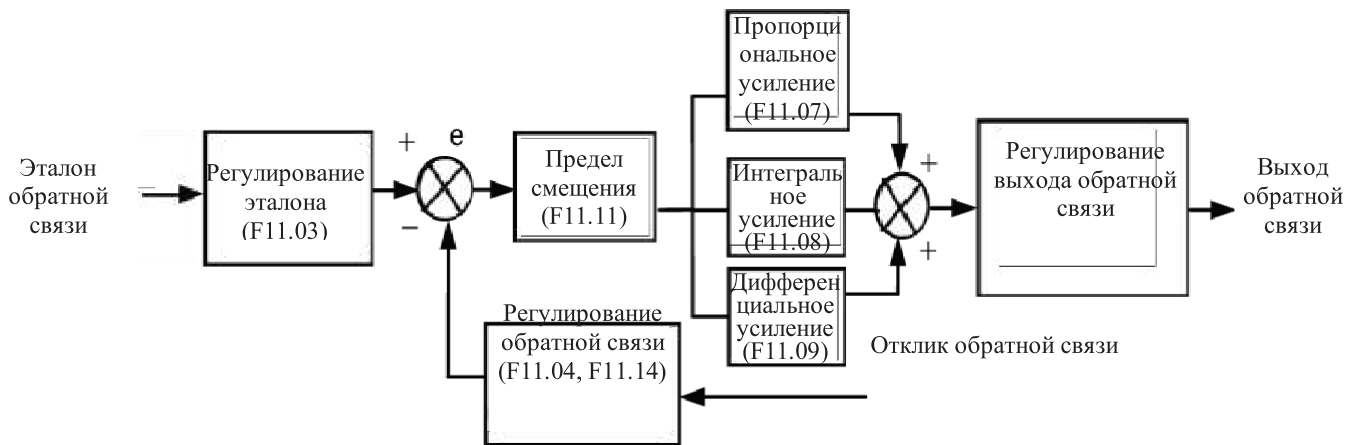 Эталон
обратной
связи
Регулирование
эталона
(F11.03)
+
e
−
Предел
смещения
(F11.11)
Пропорци
ональное
усиление
(F11.07)
Интеграль
ное
усиление
(F11.08)
Дифферен
циальное
усиление
(F11.09)
+
+
Регулирование
выхода обратной
связи
Выход
обратной
связи
Регулирование
обратной связи
(F11.04, F11.14)
Отклик обратной связи